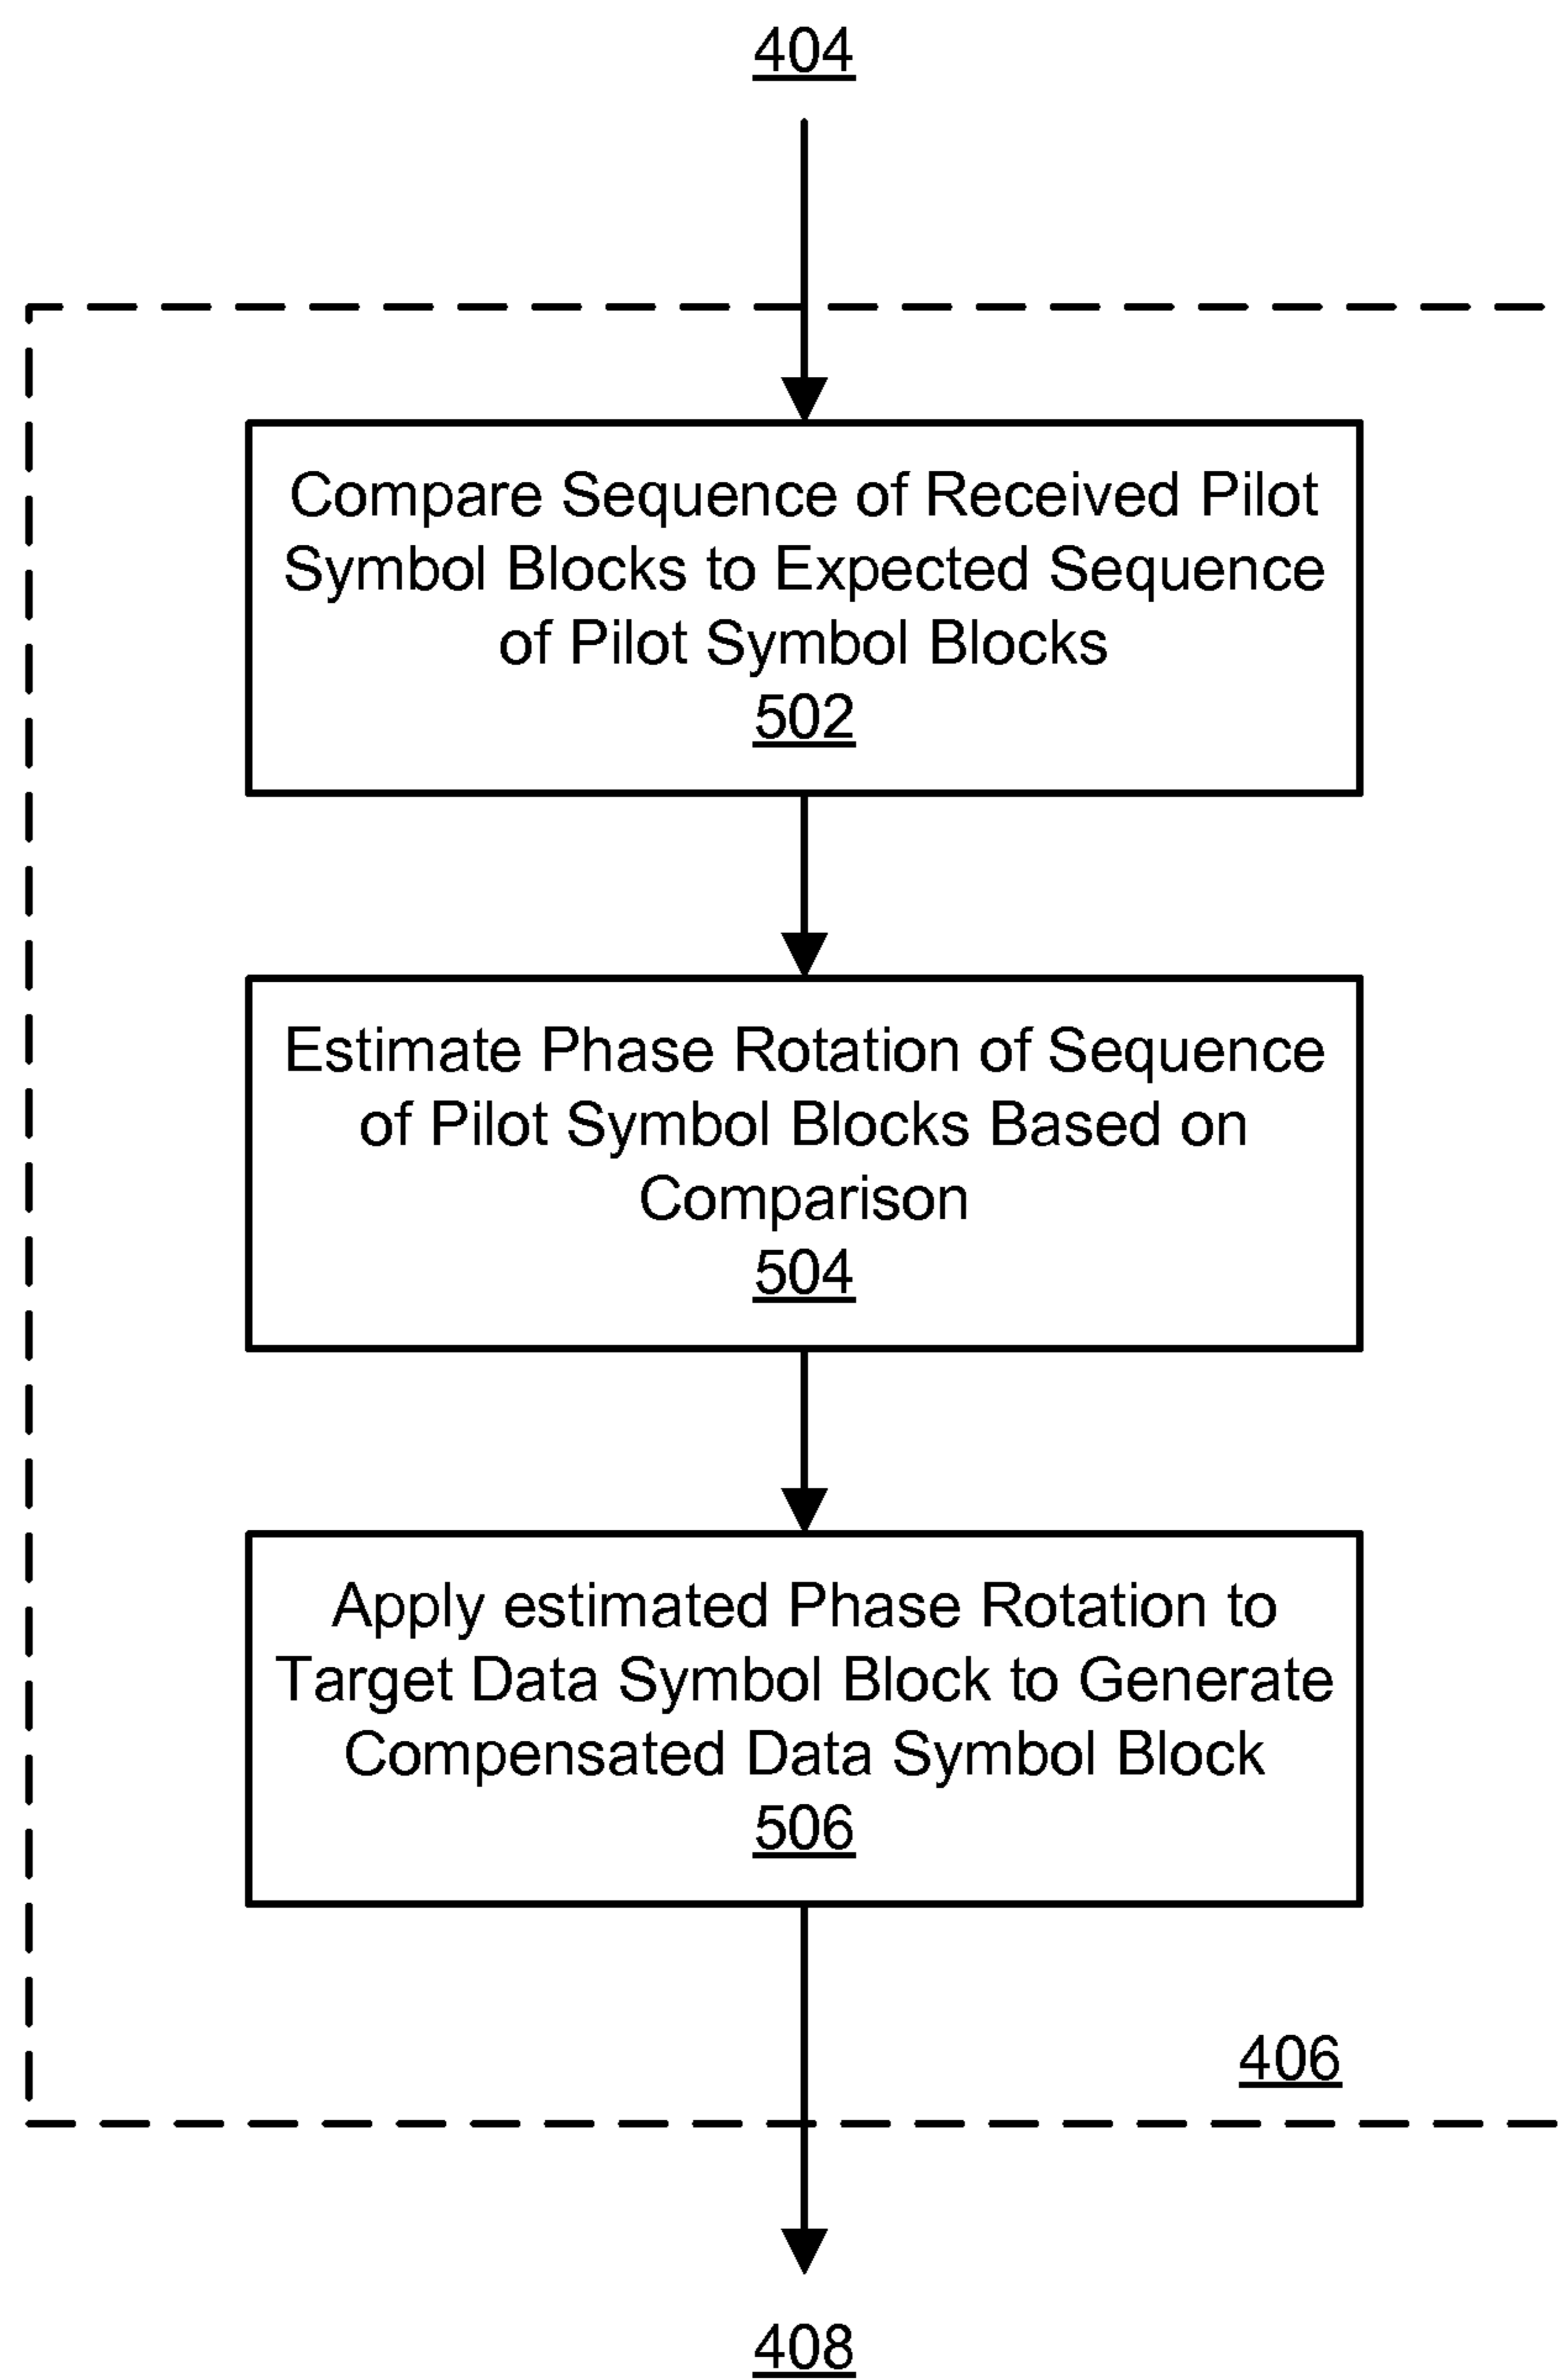 404
Compare Sequence of Received Pilot
Symbol Blocks to Expected Sequence
of Pilot Symbol Blocks
502
Estimate Phase Rotation of Sequence
of Pilot Symbol Blocks Based on
Comparison
504
Apply estimated Phase Rotation to
Target Data Symbol Block to Generate
Compensated Data Symbol Block
506
406
408